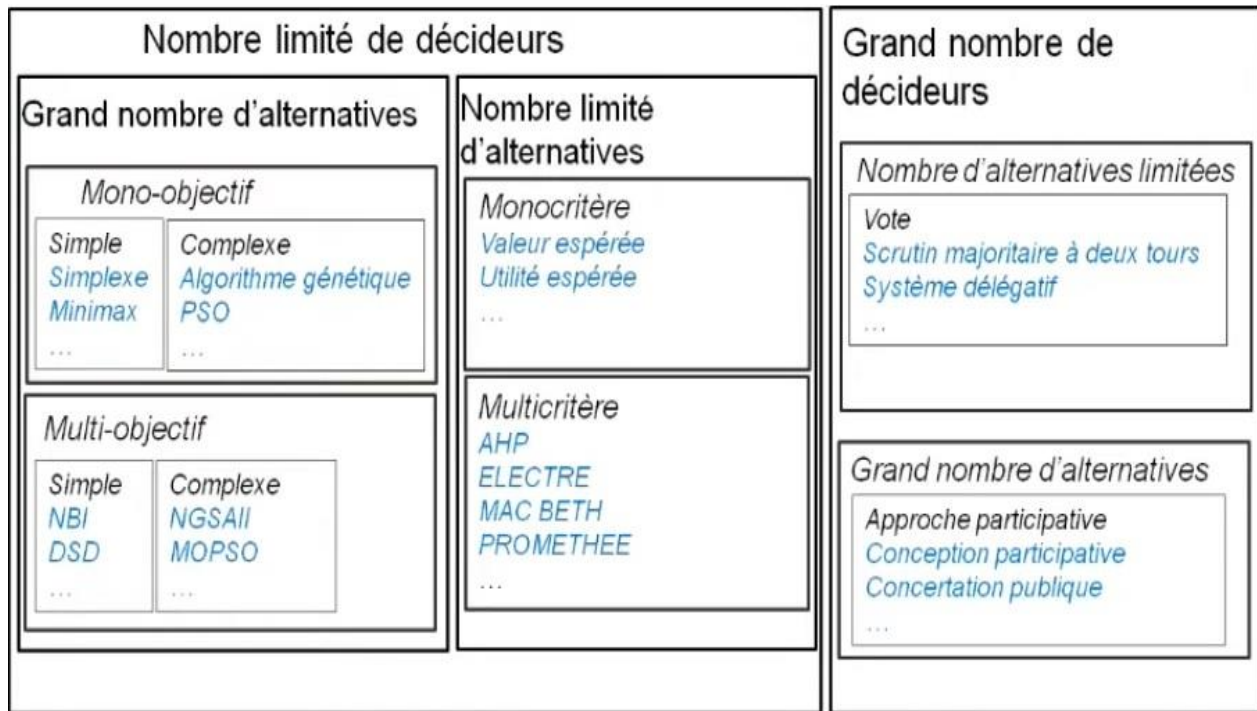 Nombre limité de décideurs
Grand nombre d'alternatives
Mono-objectif
Simple
Simplexe
Minimax
...
Complexe
Algorithme génétique
PSO
...
Multi-objectif
Simple
NBI
DSD
...
Complexe
NGSAII
MOPSO
...
Nombre limité
d'alternatives
Monocritère
Valeur espérée
Utilité espérée
...
Multicritère
AHP
ELECTRE
MAC BETH
PROMETHEE
...
Grand nombre de
décideurs
Nombre d'alternatives limitées
Vote
Scrutin majoritaire à deux tours
Système délégatif
...
Grand nombre d'alternatives
Approche participative
Conception participative
Concertation publique
...